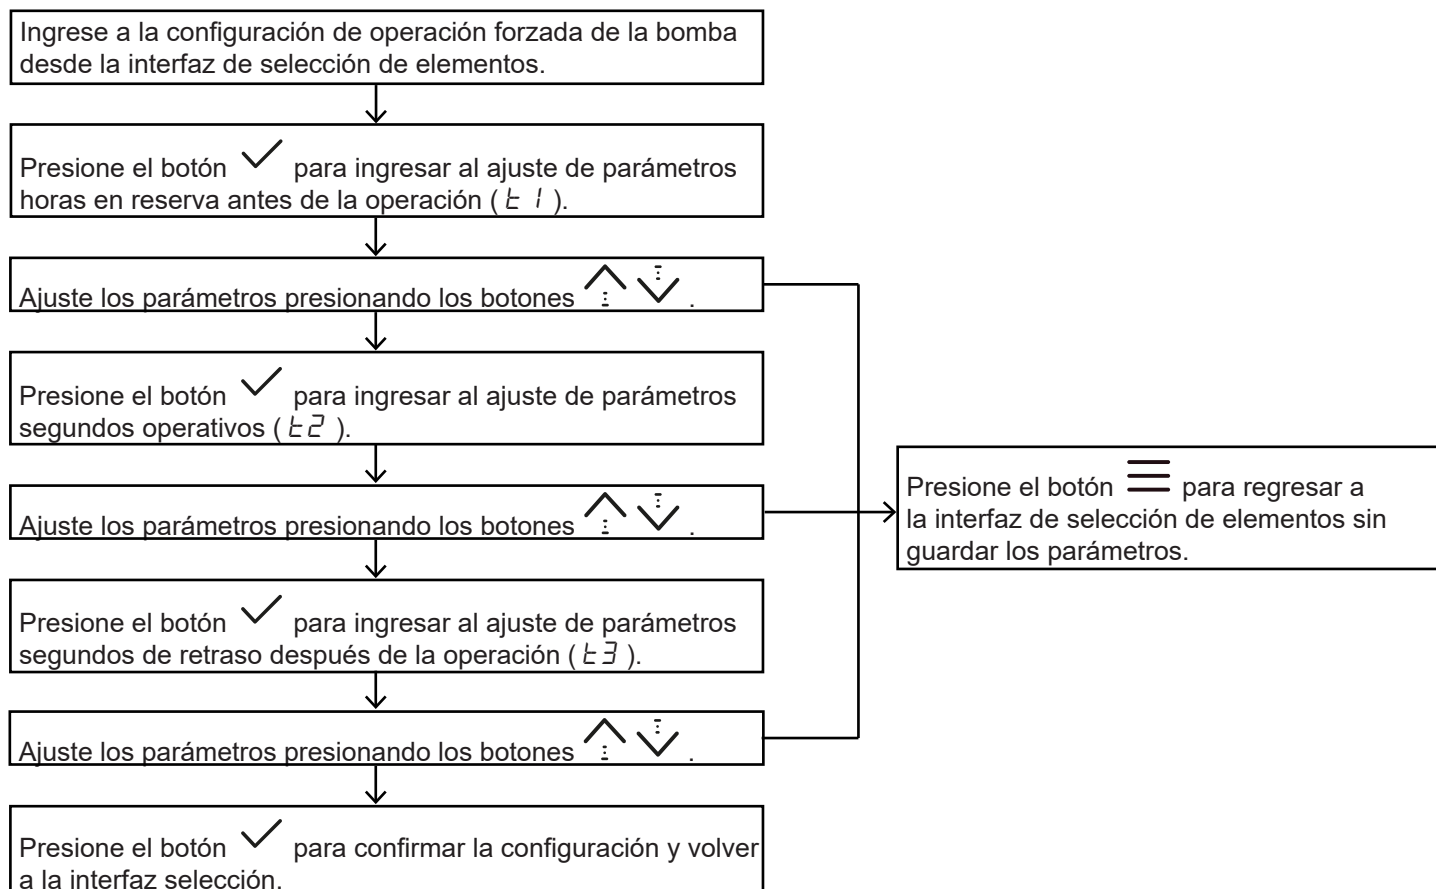 Ingrese a la configuración de operación forzada de la bomba
desde la interfaz de selección de elementos.
Presione el botón para ingresar al ajuste de parámetros
horas en reserva antes de la operación ( t1 ).
Ajuste los parámetros presionando los botones .
Presione el botón para ingresar al ajuste de parámetros
segundos operativos ( t2 ).
Ajuste los parámetros presionando los botones .
Presione el botón para ingresar al ajuste de parámetros
segundos de retraso después de la operación ( t3 ).
Ajuste los parámetros presionando los botones .
Presione el botón para confirmar la configuración y volver
a la interfaz selección.
Presione el botón para regresar a
la interfaz de selección de elementos sin
guardar los parámetros.